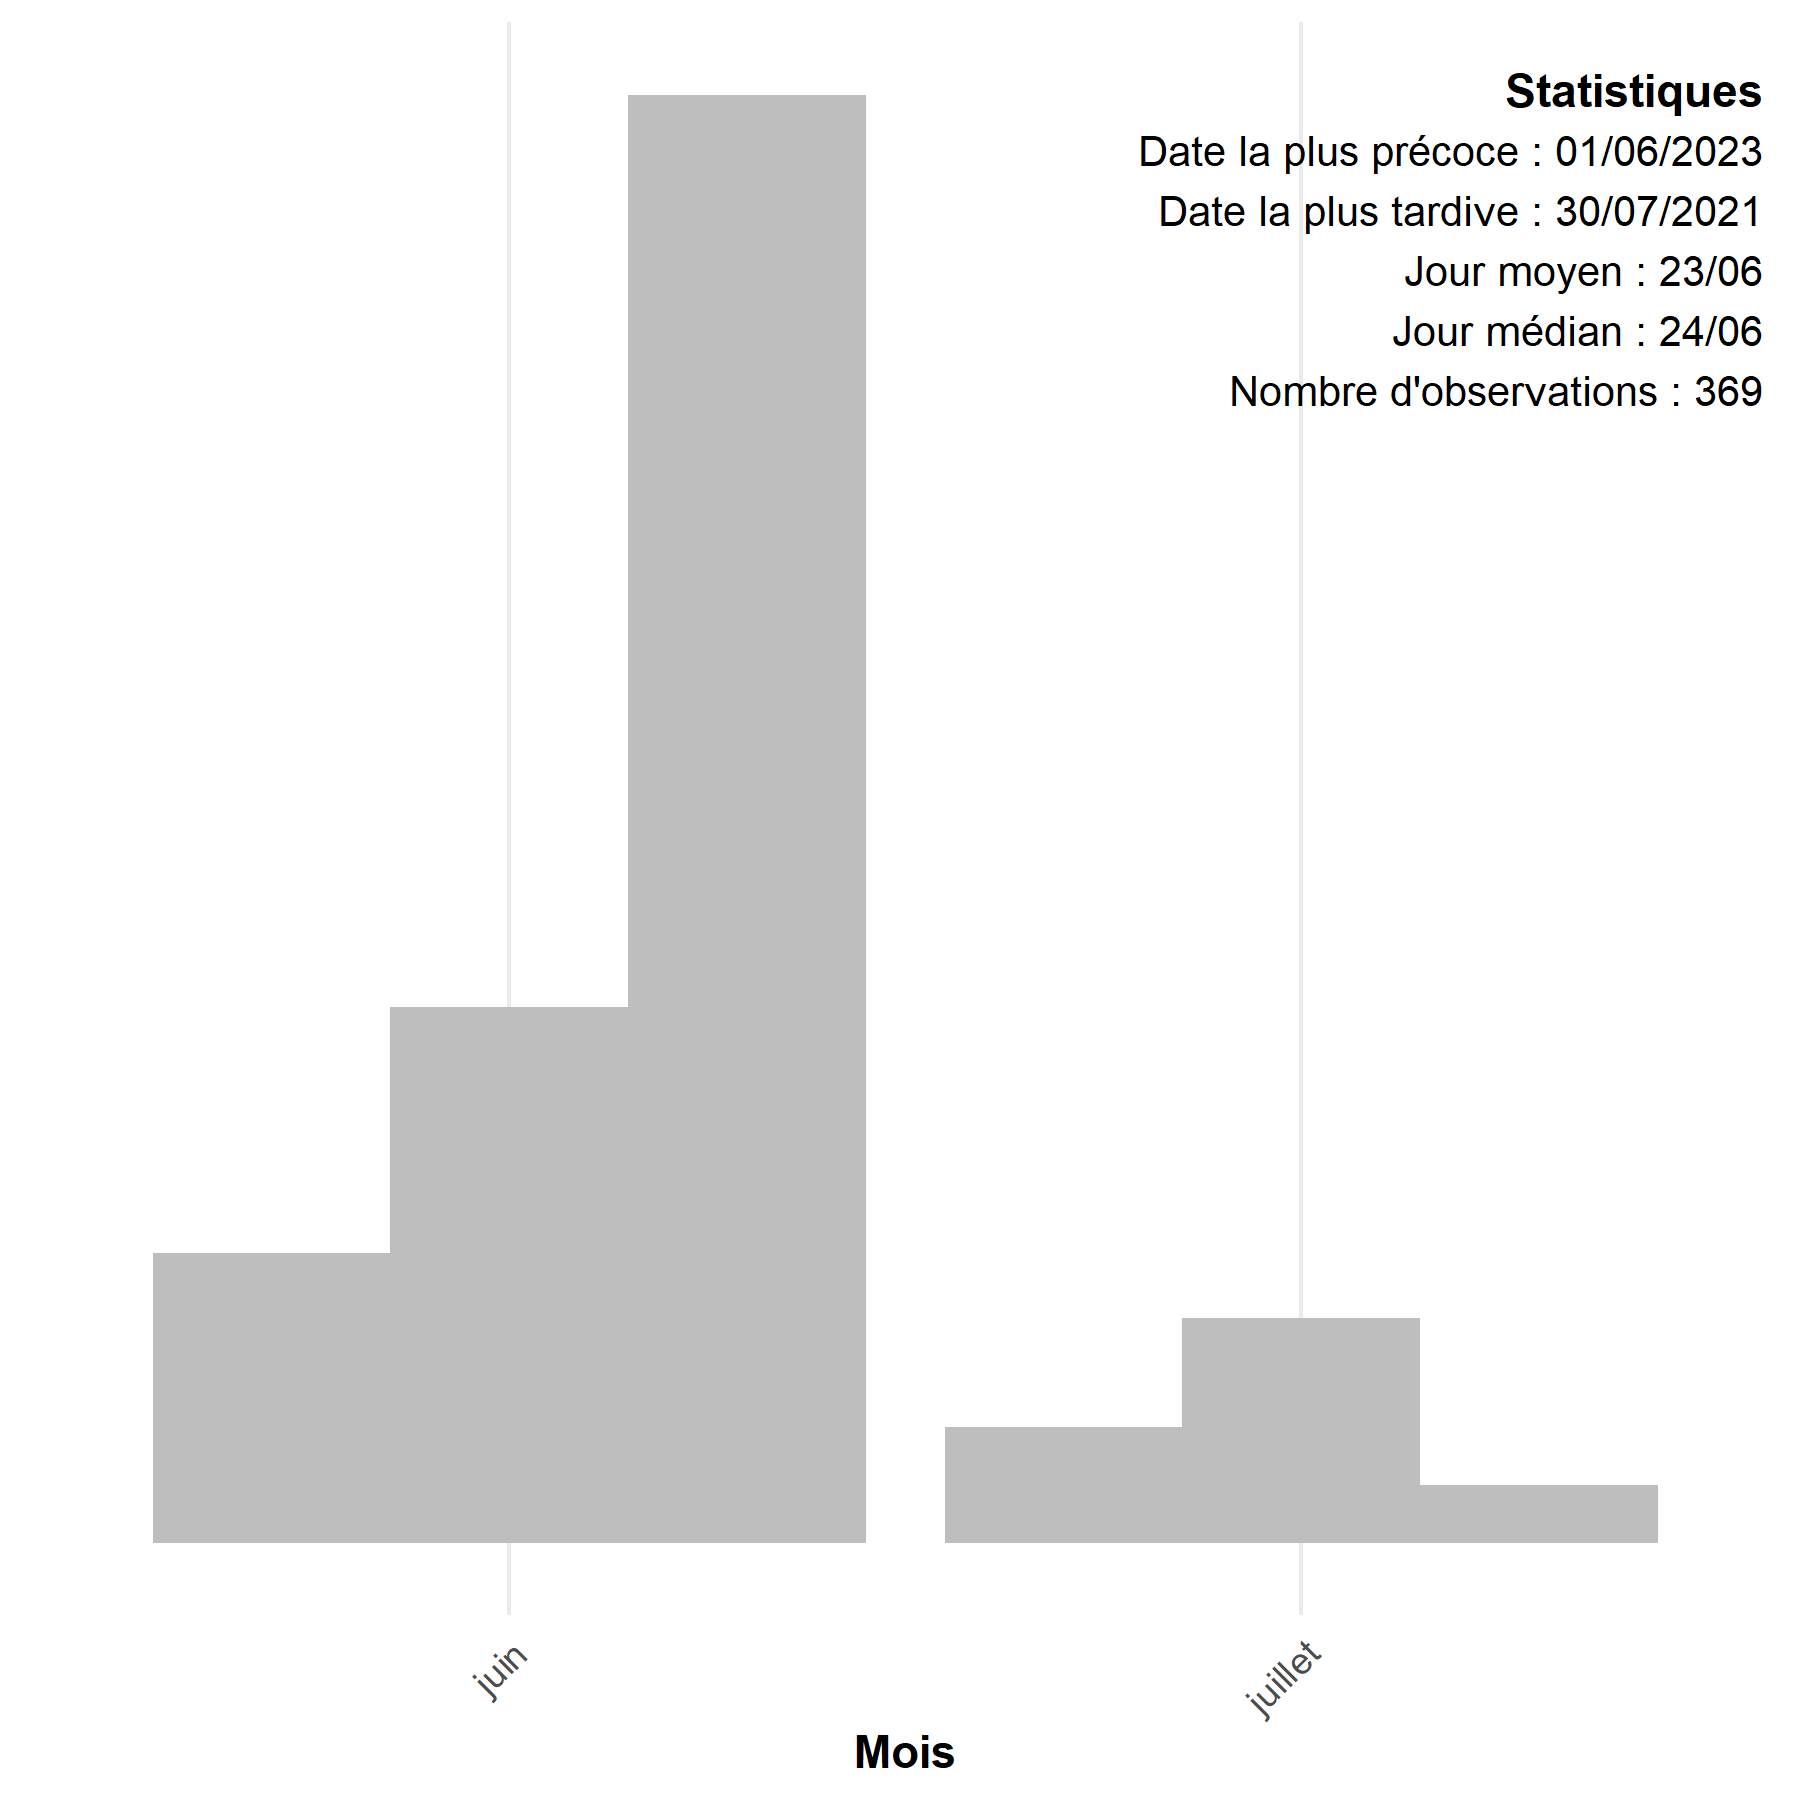 Statistiques
Date la plus précoce : 01/06/2023
Date la plus tardive : 30/07/2021
Jour moyen : 23/06
Jour médian : 24/06
Nombre d'observations : 369
juin
juillet
Mois